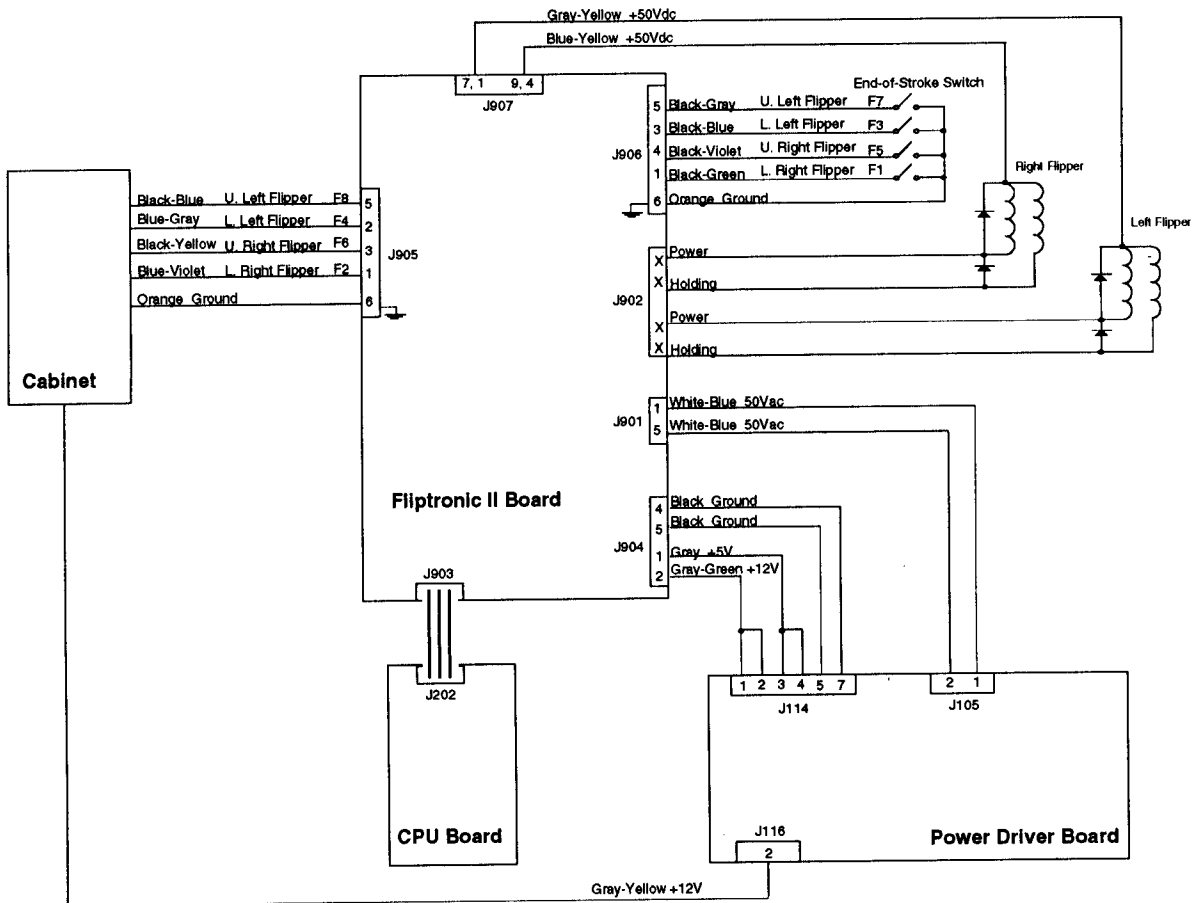 Gray-Yellow +50Vdc
Blue-Yellow +50Vdc
7, 1 9, 4
J907
End-of-Stroke Switch
5 Black-Gray U. Left Flipper F7
3 Black-Blue L. Left Flipper F3
J906
4 Black-Violet U. Right Flipper F5
1 Black-Green L. Right Flipper F1
6 Orange Ground
Right Flipper
Left Flipper
Black-Blue U. Left Flipper F8 5
Blue-Gray L. Left Flipper F4 2
Black-Yellow U. Right Flipper F6 3
J905
Blue-Violet L. Right Flipper F2 1
Orange Ground 6
X Power
X Holding
J902
X Power
X Holding
Cabinet
1 White-Blue 50Vac
J901
5 White-Blue 50Vac
Fliptronic II Board
4 Black Ground
5 Black Ground
J904
1 Gray +5V
2 Gray-Green +12V
J903
J202
1 2 3 4 5 7
J114
2 1
J105
CPU Board
J116
2
Power Driver Board
Gray-Yellow +12V